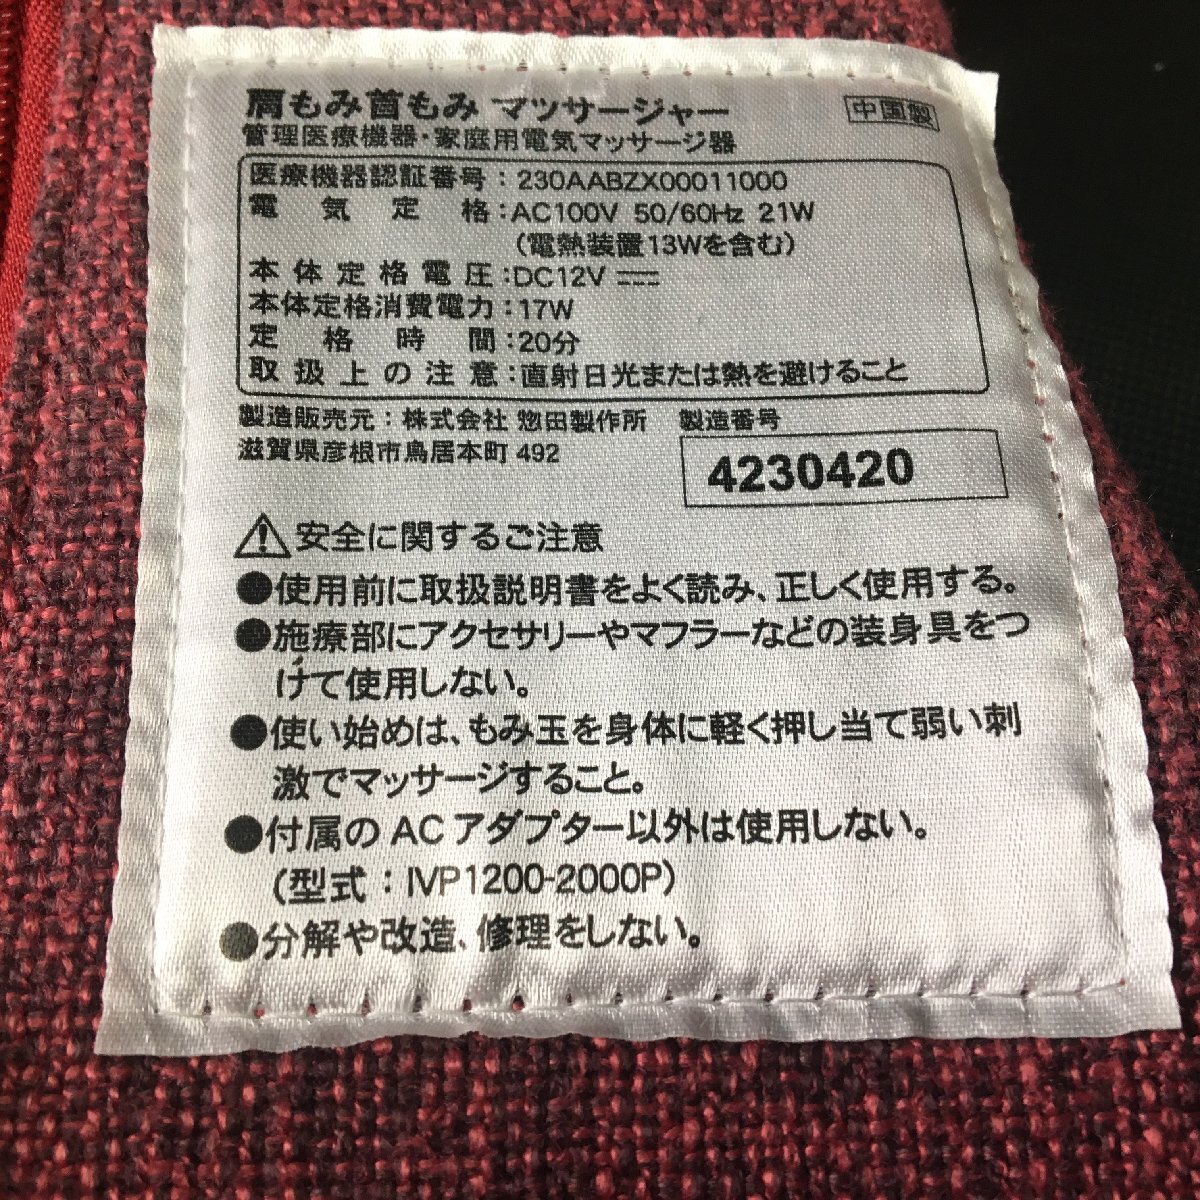 肩もみ首もみ マッサージャー 中国製
管理医療機器・家庭用電気マッサージ器
医療機器認証番号：230AABZX00011000
電気定格：AC100V 50/60Hz 21W
（電熱装置13Wを含む）
本体定格電圧：DC12V ⎓
本体定格消費電力：17W
定格時間：20分
取扱上の注意：直射日光または熱を避けること
製造販売元：株式会社 惣田製作所 製造番号
滋賀県彦根市鳥居本町 492
4230420
⚠安全に関するご注意
●使用前に取扱説明書をよく読み、正しく使用する。
●施療部にアクセサリーやマフラーなどの装身具をつ
けて使用しない。
●使い始めは、もみ玉を身体に軽く押し当て弱い刺
激でマッサージすること。
●付属の AC アダプター以外は使用しない。
（型式：IVP1200-2000P）
●分解や改造、修理をしない。